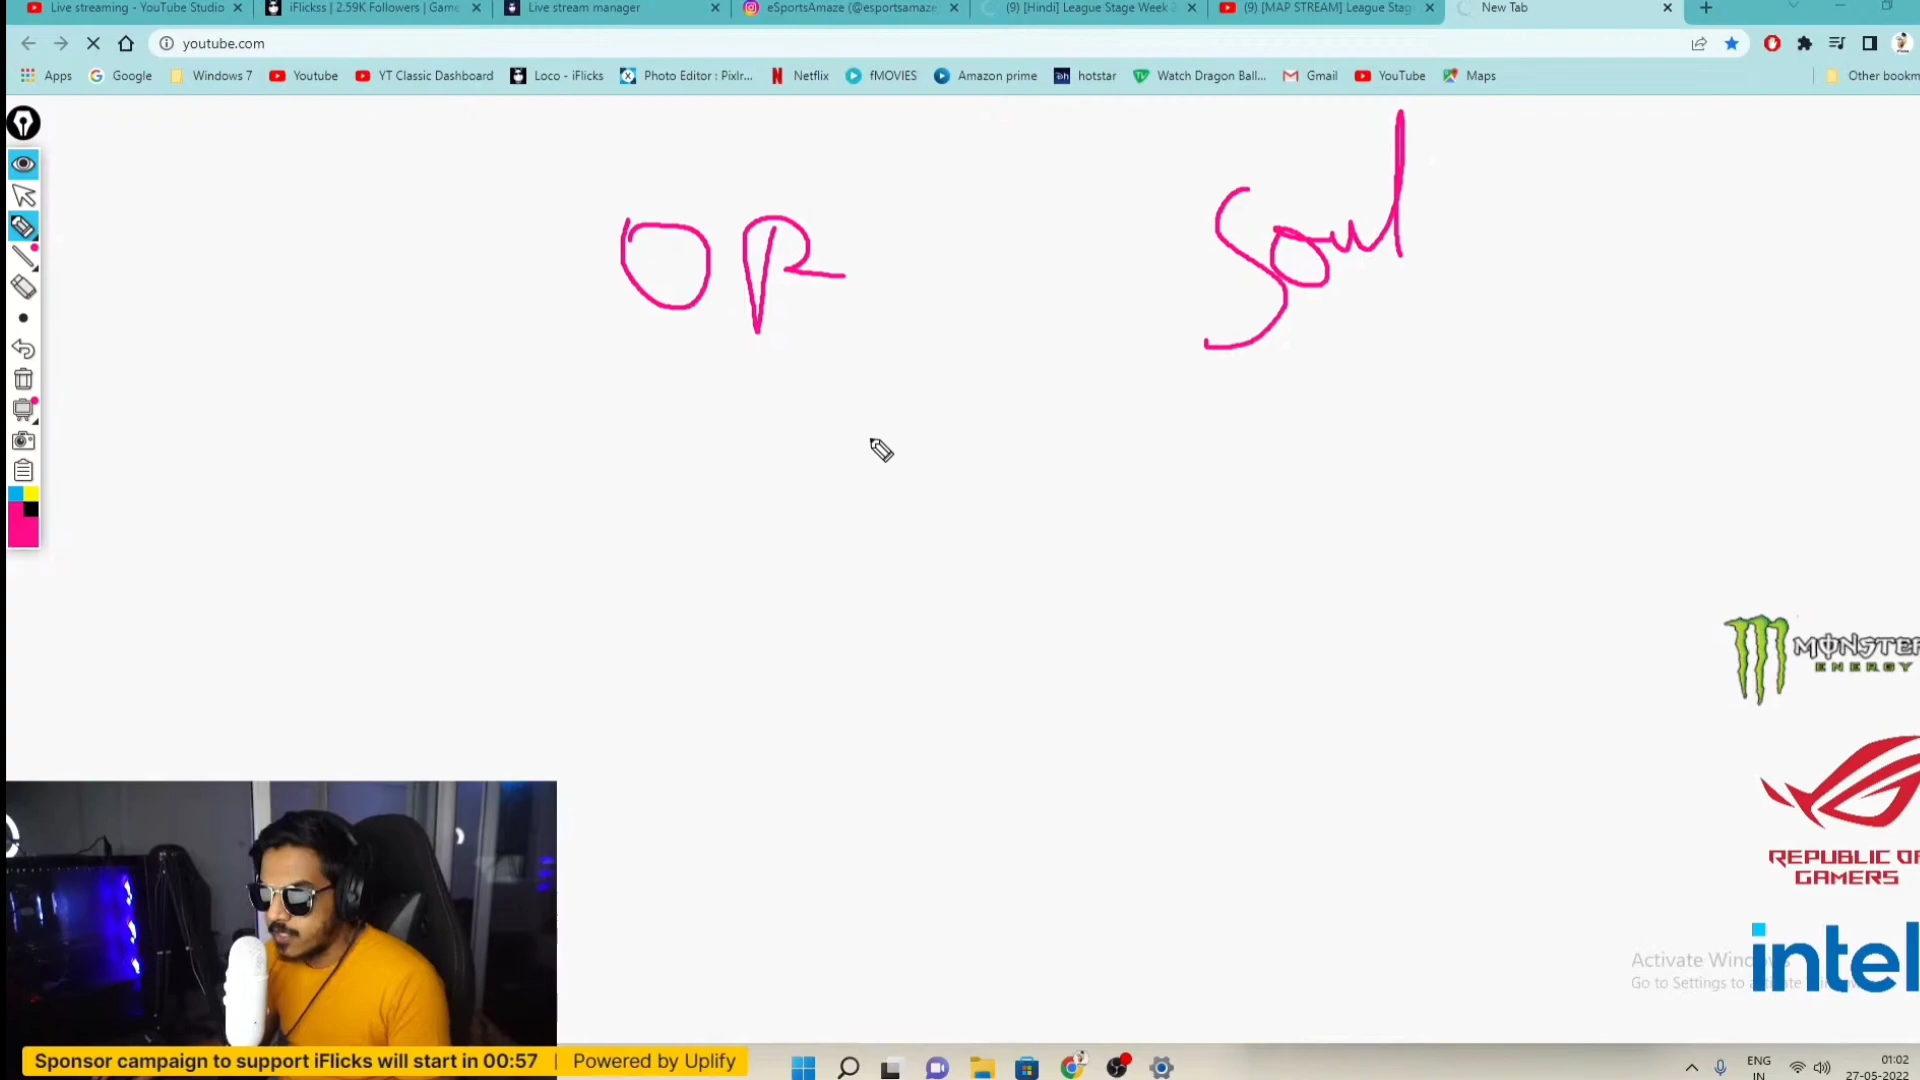 Live streaming - YouTube Studio
iFlickss | 2.59K Followers | Game
Live stream manager
eSportsAmaze (@esportsamaze
(9) [Hindi] League Stage Week 2
(9) [MAP STREAM] League Stag
New Tab
youtube.com
Apps
Google
Windows 7
Youtube
YT Classic Dashboard
Loco - iFlicks
Photo Editor : Pixlr...
Netflix
fMOVIES
Amazon prime
hotstar
Watch Dragon Ball...
Gmail
YouTube
Maps
Other bookm
OR
Soul
MONSTER
ENERGY
REPUBLIC OF
GAMERS
Activate Windows
Go to Settings to activate
intel
Sponsor campaign to support iFlicks will start in 00:57 | Powered by Uplify
ENG
IN
01:02
27-05-2022